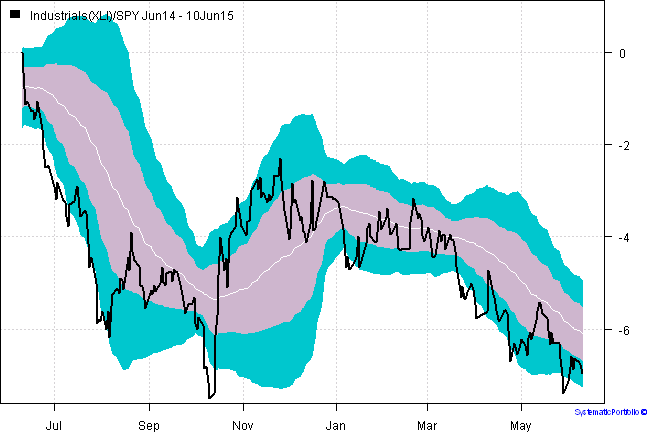 Industrials(XLI)/SPY Jun14 - 10Jun15
0
-2
-4
-6
Jul Sep Nov Jan Mar May
SystematicPortfolio ©